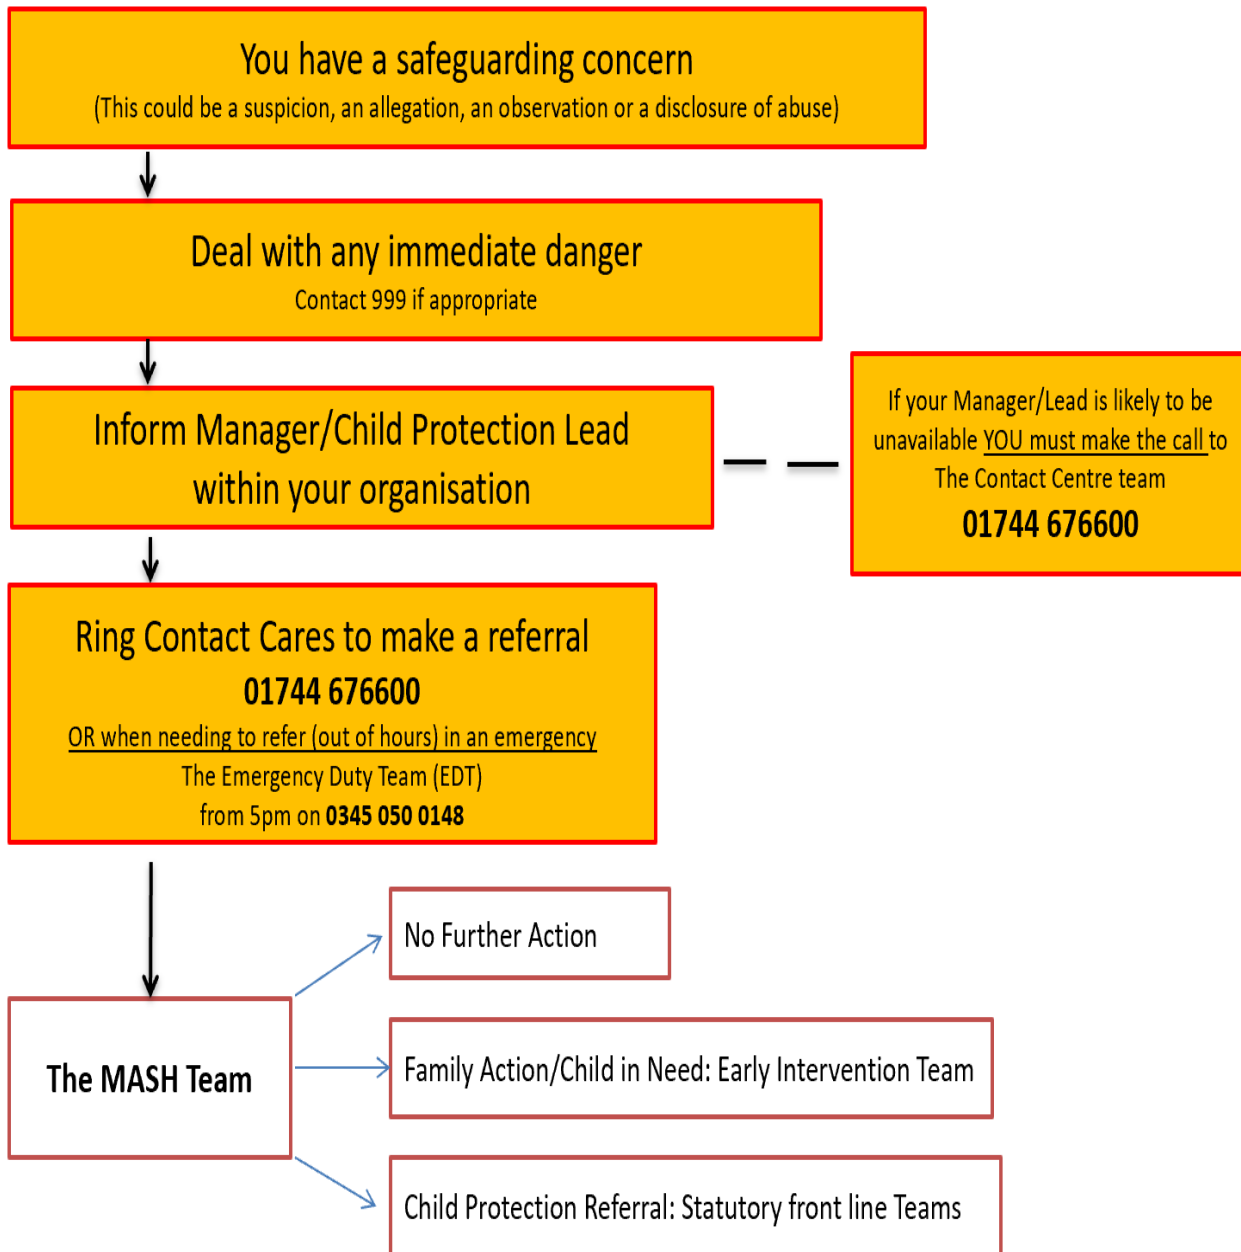 You have a safeguarding concern
(This could be a suspicion, an allegation, an observation or a disclosure of abuse)
Deal with any immediate danger
Contact 999 if appropriate
Inform Manager/Child Protection Lead
within your organisation
If your Manager/Lead is likely to be
unavailable YOU must make the call to
The Contact Centre team
01744 676600
Ring Contact Cares to make a referral
01744 676600
OR when needing to refer (out of hours) in an emergency
The Emergency Duty Team (EDT)
from 5pm on 0345 050 0148
The MASH Team
No Further Action
Family Action/Child in Need: Early Intervention Team
Child Protection Referral: Statutory front line Teams